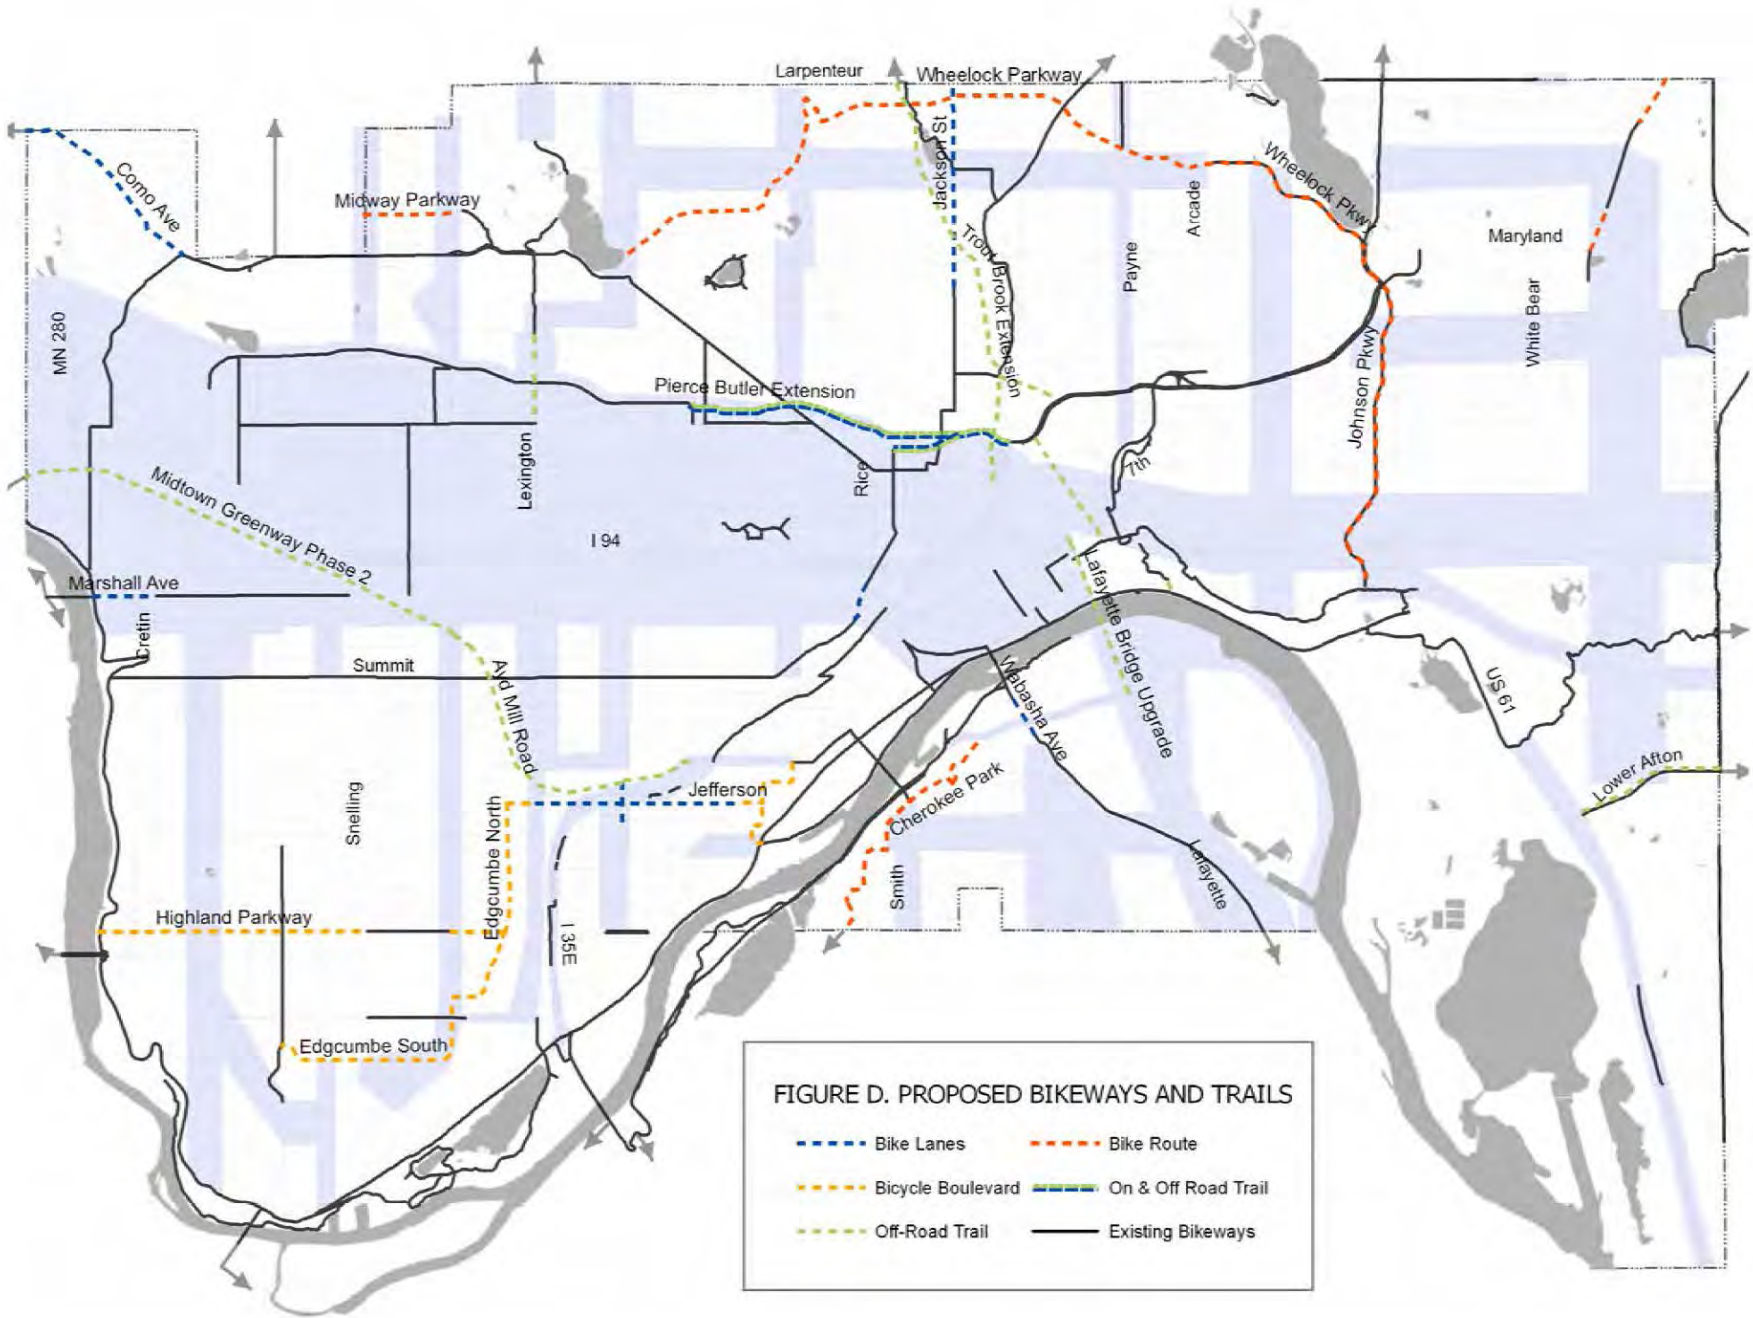 Larpenteur
Wheelock Parkway
Como Ave
Midway Parkway
Jackson St
Wheelock Pkwy
Arcade
Payne
Maryland
Trout Brook Extension
MN 280
White Bear
Johnson Pkwy
Pierce Butler Extension
Lexington
Rice
7th
Midtown Greenway Phase 2
I 94
Marshall Ave
Cretin
Summit
Ayd Mill Road
Lafayette Bridge Upgrade
Wabasha Ave
US 61
Lower Afton
Jefferson
Cherokee Park
Snelling
Edgcumbe North
Smith
Lafayette
Highland Parkway
I 35E
Edgcumbe South
FIGURE D. PROPOSED BIKEWAYS AND TRAILS
Bike Lanes
Bike Route
Bicycle Boulevard
On & Off Road Trail
Off-Road Trail
Existing Bikeways